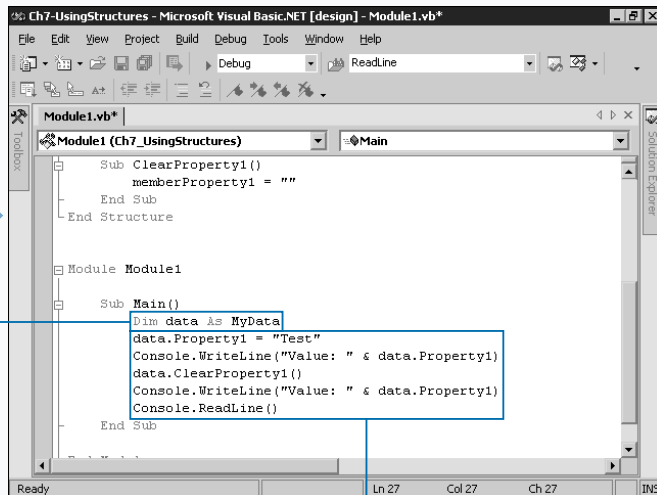 Ch7-UsingStructures - Microsoft Visual Basic.NET [design] - Module1.vb*
File Edit View Project Build Debug Tools Window Help
Debug ReadLine
Module1.vb*
Toolbox
Module1 (Ch7_UsingStructures) Main
Solution Explorer
Sub ClearProperty1()
memberProperty1 = ""
End Sub
End Structure
Module Module1
Sub Main()
Dim data As MyData
data.Property1 = "Test"
Console.WriteLine("Value: " & data.Property1)
data.ClearProperty1()
Console.WriteLine("Value: " & data.Property1)
Console.ReadLine()
End Sub
Ready Ln 27 Col 27 Ch 27 INS